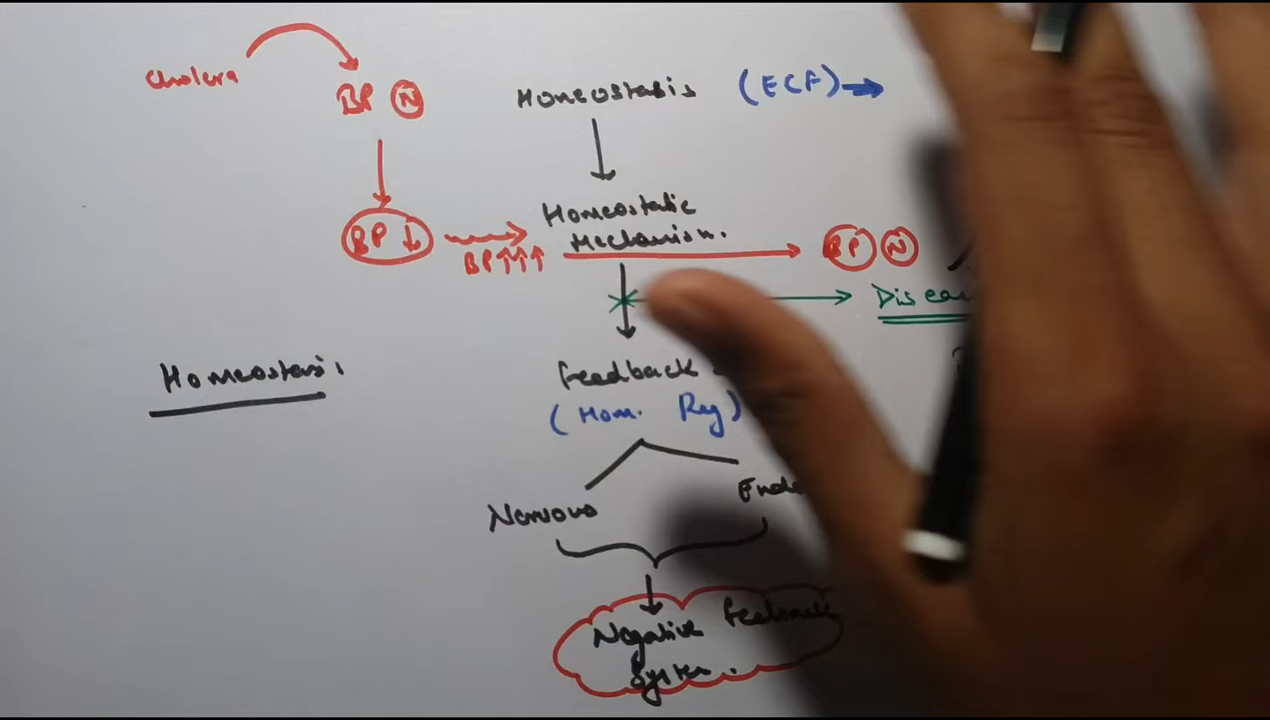 Cholera
BP N
Homeostasis (ECF)→
BP ↓
BP↑↑↑
Homeostatic
Mechanism.
BP N
Feedback
(Hom. Reg)
Homeostasis
Nervous
Negative Feedback
System.